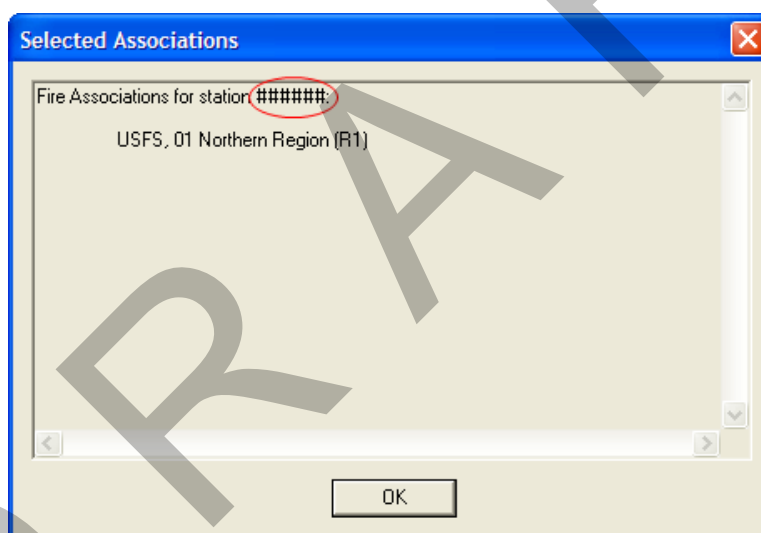 Selected Associations
Fire Associations for station ######:
USFS, 01 Northern Region (R1)
OK